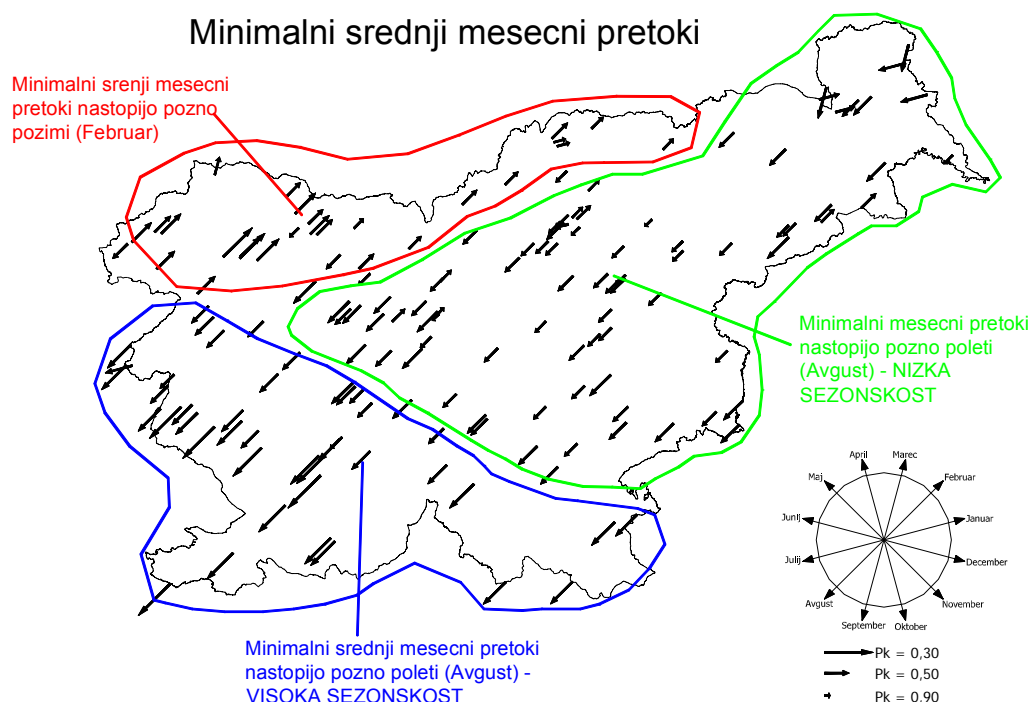 Minimalni srednji mesecni pretoki
Minimalni srenji mesecni
pretoki nastopijo pozno
pozimi (Februar)
Minimalni mesecni pretoki
nastopijo pozno poleti
(Avgust) - NIZKA
SEZONSKOST
Minimalni srednji mesecni pretoki
nastopijo pozno poleti (Avgust) -
VISOKA SEZONSKOST
April
Marec
Maj
Februar
Junij
Januar
Julij
December
Avgust
November
September
Oktober
Pk = 0,30
Pk = 0,50
Pk = 0,90